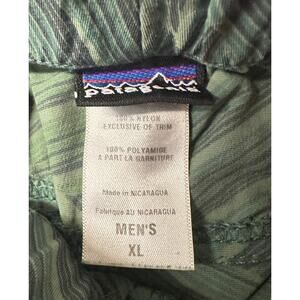 patagonia
100% NYLON
EXCLUSIVE OF TRIM
100% POLYAMIDE
A PART LA GARNITURE
Made in NICARAGUA
Fabriqué AU NICARAGUA
MEN'S
XL